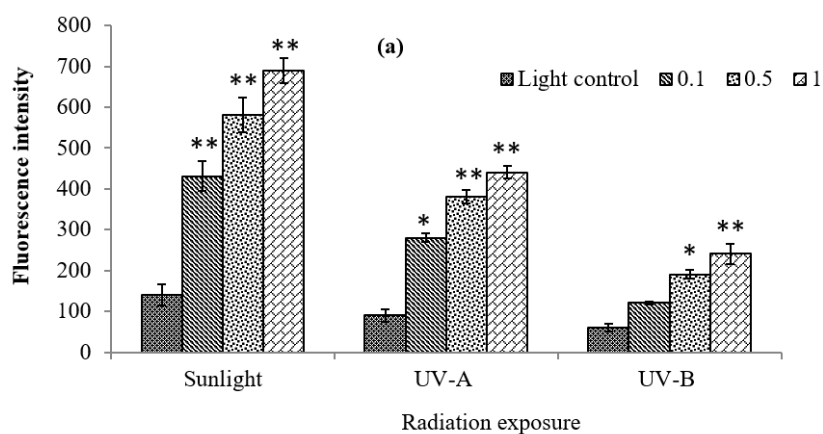 (a)
Fluorescence intensity
800
700
600
500
400
300
200
100
0
Light control 0.1 0.5 1
** ** **
* ** **
* **
Sunlight UV-A UV-B
Radiation exposure